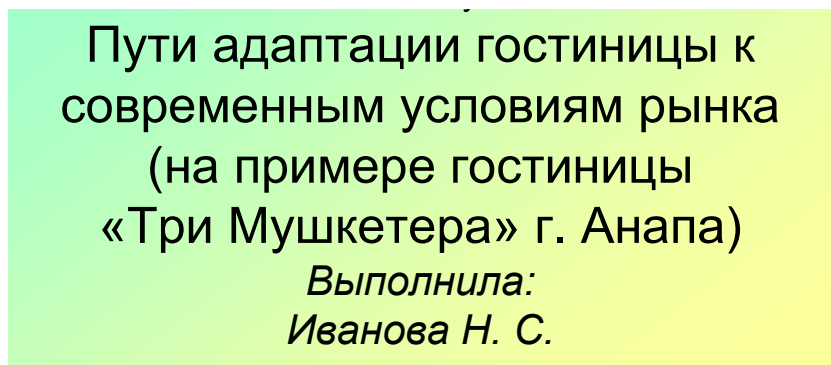 Пути адаптации гостиницы к
современным условиям рынка
(на примере гостиницы
«Три Мушкетера» г. Анапа)
Выполнила:
Иванова Н. С.